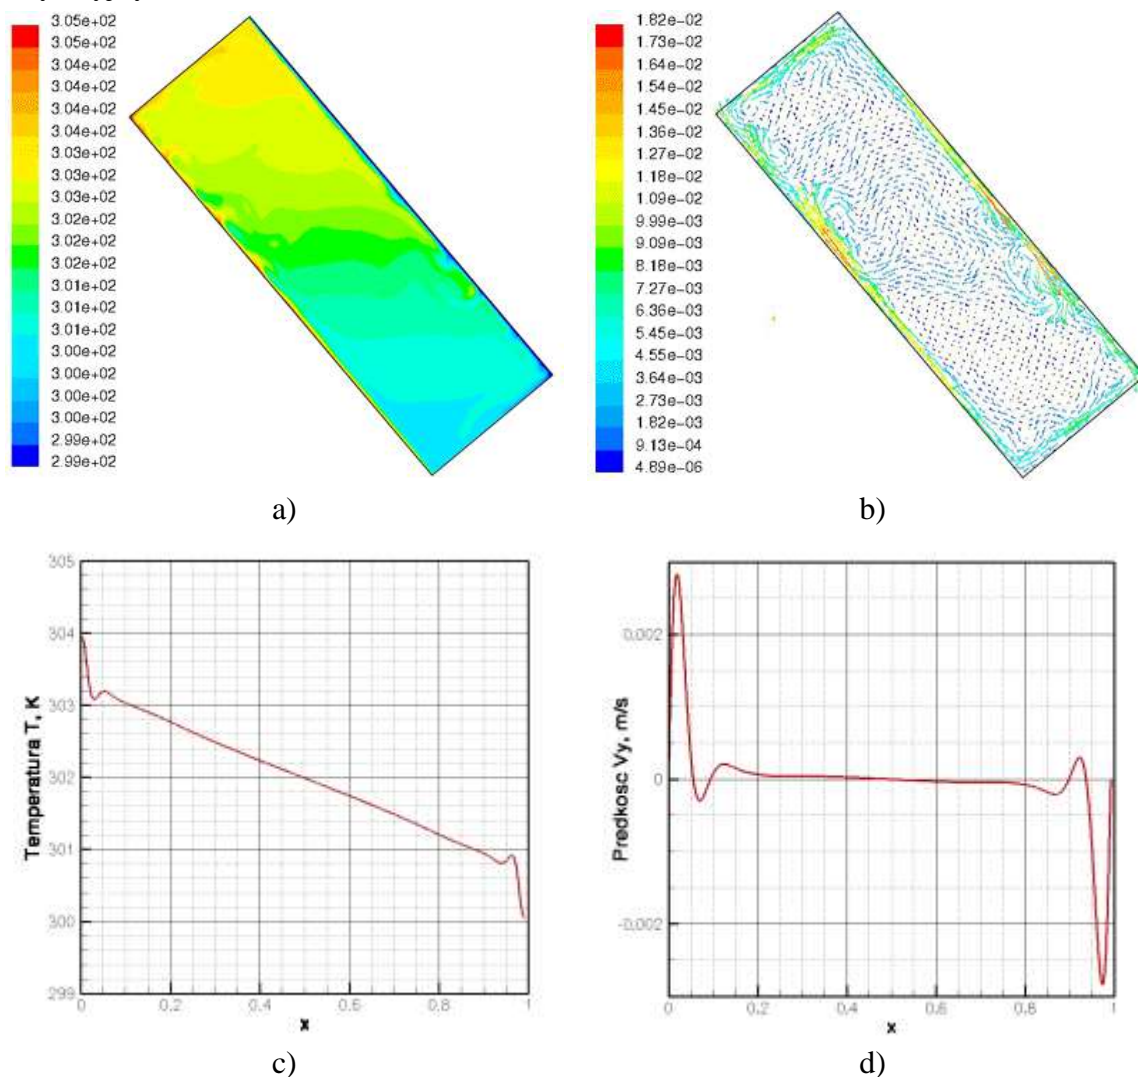 3.05e+02
3.05e+02
3.04e+02
3.04e+02
3.04e+02
3.03e+02
3.03e+02
3.03e+02
3.02e+02
3.02e+02
3.02e+02
3.01e+02
3.01e+02
3.01e+02
3.00e+02
3.00e+02
3.00e+02
3.00e+02
2.99e+02
2.99e+02
1.82e-02
1.73e-02
1.64e-02
1.54e-02
1.45e-02
1.36e-02
1.27e-02
1.18e-02
1.09e-02
9.99e-03
9.09e-03
8.18e-03
7.27e-03
6.36e-03
5.45e-03
4.55e-03
3.64e-03
2.73e-03
1.82e-03
9.13e-04
4.89e-06
a)
b)
305
304
303
302
301
300
299
Temperatura T, K
0
0.2
0.4
0.6
0.8
1
x
0.002
0
-0.002
Predkosc Vy, m/s
0
0.2
0.4
0.6
0.8
1
x
c)
d)